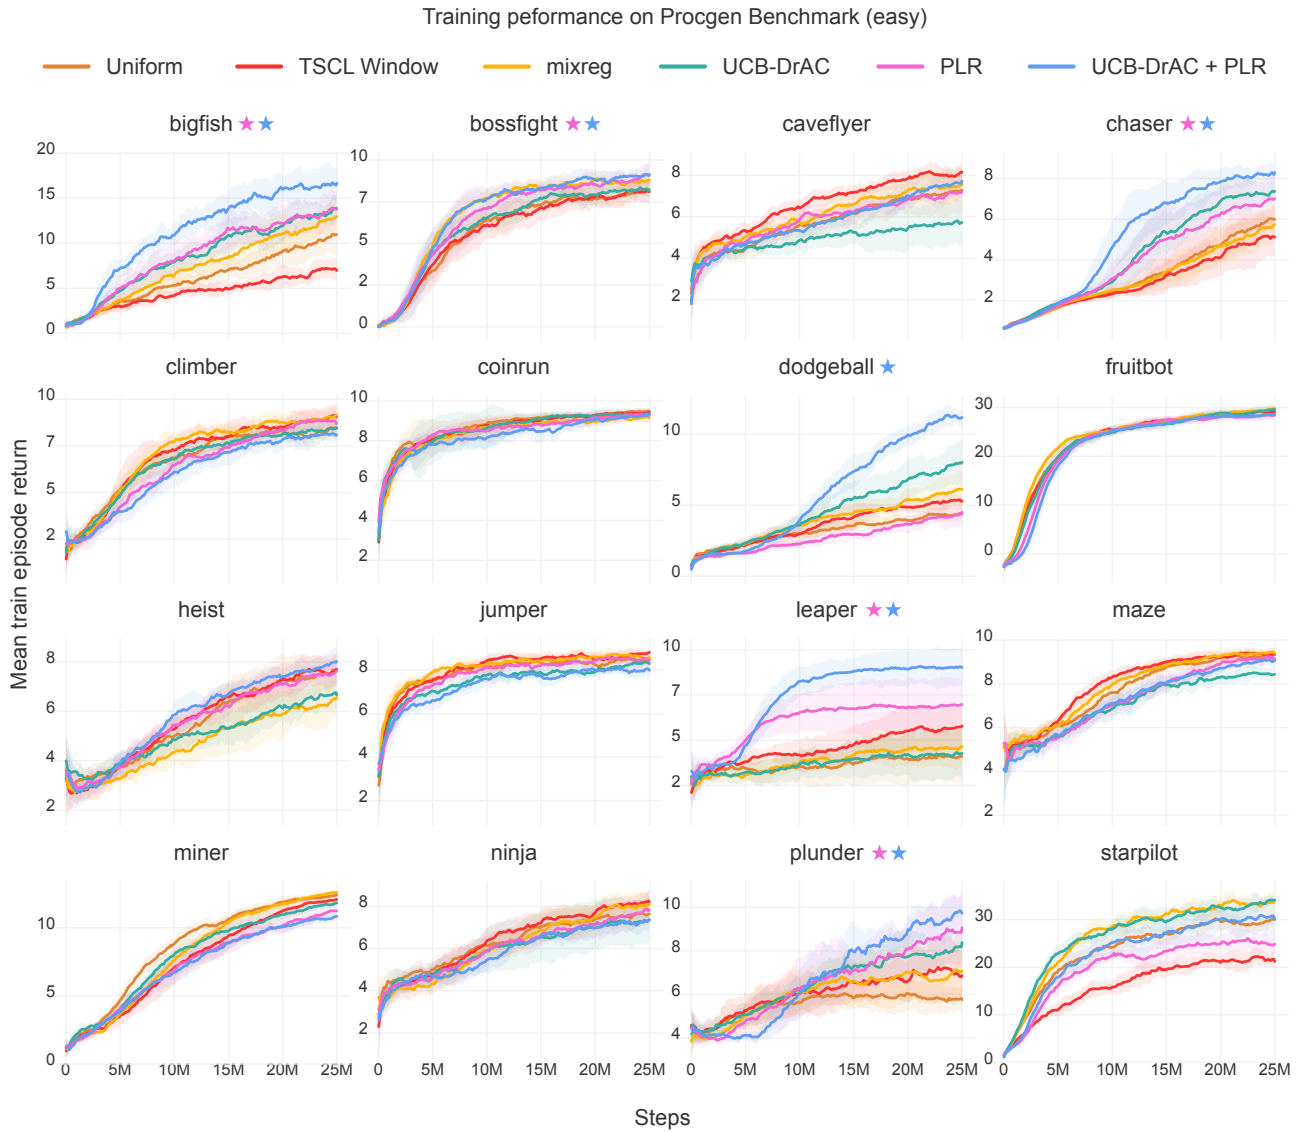 Training peformance on Procgen Benchmark (easy)
Uniform TSCL Window mixreg UCB-DrAC PLR UCB-DrAC + PLR
bigfish ★★ bossfight ★★ caveflyer chaser ★★
20 15 10 5 0
10 7 5 2 0
8 6 4 2
8 6 4 2
climber coinrun dodgeball ★ fruitbot
10 7 5 2
10 8 6 4 2
10 5 0
30 20 10 0
Mean train episode return
heist jumper leaper ★★ maze
8 6 4 2
8 6 4 2
10 7 5 2
10 8 6 4 2
miner ninja plunder ★★ starpilot
10 5 0
8 6 4 2
10 8 6 4
30 20 10 0
0 5M 10M 15M 20M 25M 0 5M 10M 15M 20M 25M 0 5M 10M 15M 20M 25M 0 5M 10M 15M 20M 25M
Steps